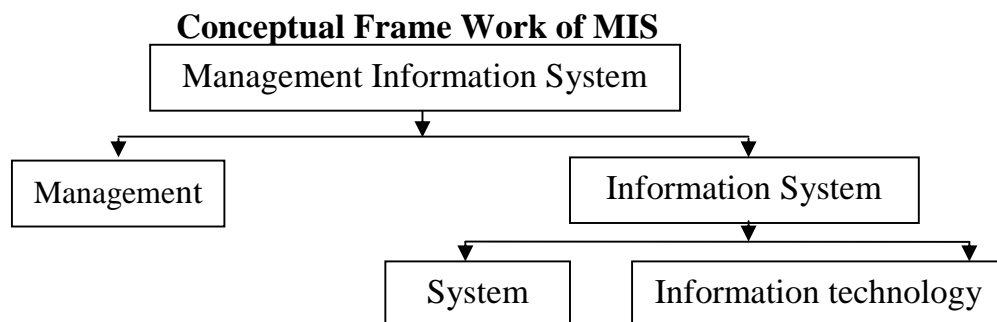 Conceptual Frame Work of MIS
Management Information System
Management
Information System
System
Information technology